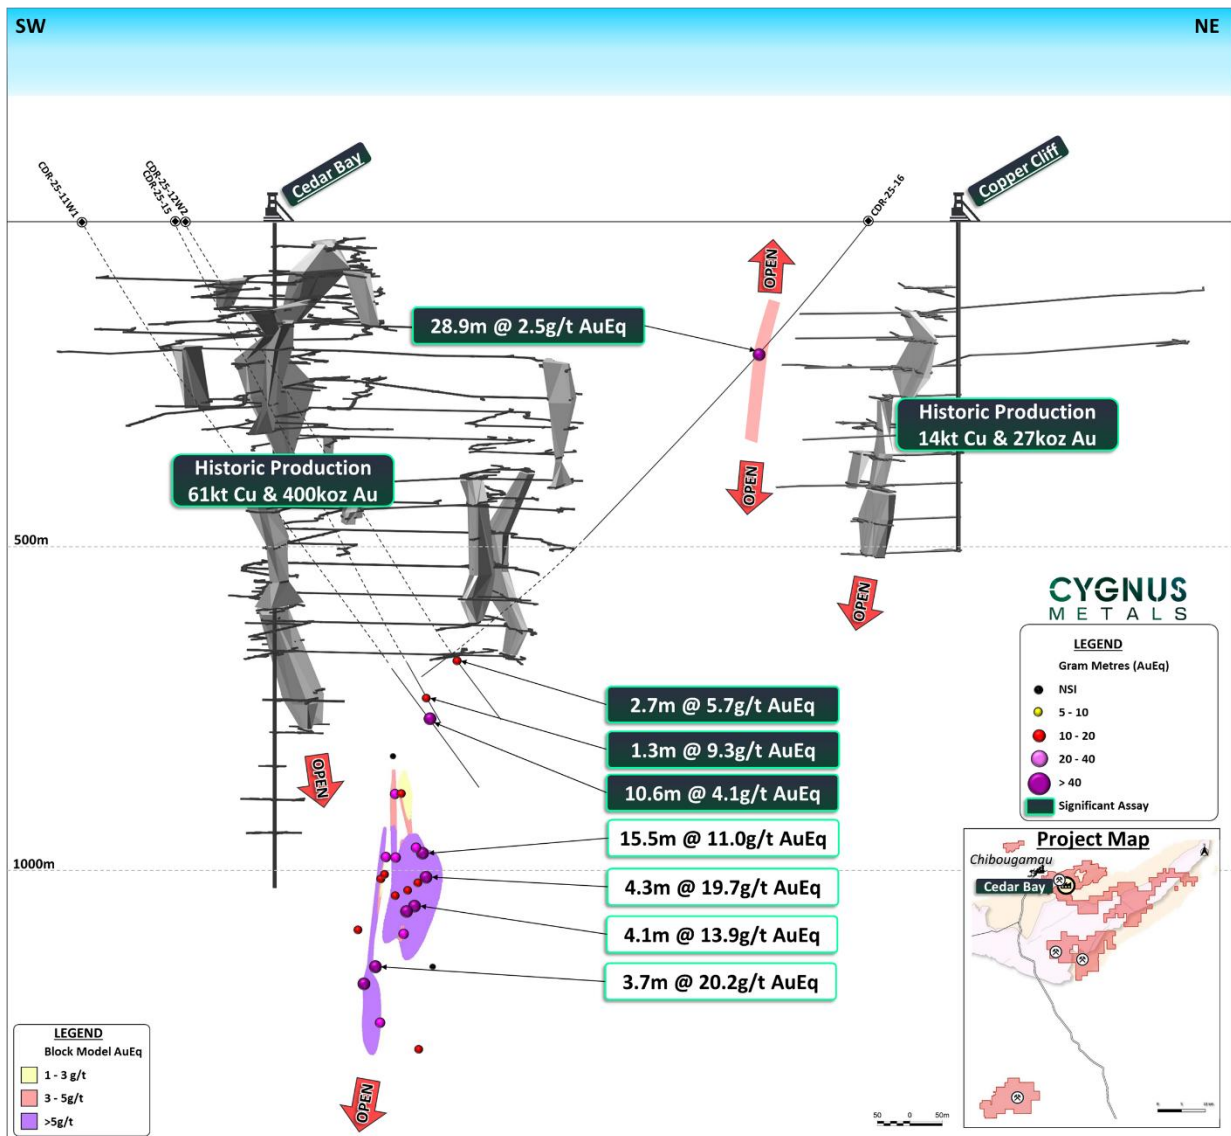 SW
NE
CDR-25-11W1
CDR-25-12W2
CDR-25-15
Cedar Bay
CDR-25-16
Copper Cliff
OPEN
28.9m @ 2.5g/t AuEq
Historic Production
14kt Cu & 27koz Au
Historic Production
61kt Cu & 400koz Au
OPEN
500m
OPEN
CYGNUS
METALS
LEGEND
Gram Metres (AuEq)
NSI
5 - 10
10 - 20
20 - 40
> 40
Significant Assay
2.7m @ 5.7g/t AuEq
1.3m @ 9.3g/t AuEq
10.6m @ 4.1g/t AuEq
OPEN
15.5m @ 11.0g/t AuEq
1000m
4.3m @ 19.7g/t AuEq
4.1m @ 13.9g/t AuEq
3.7m @ 20.2g/t AuEq
Project Map
Chibougamau
Cedar Bay
LEGEND
Block Model AuEq
1 - 3 g/t
3 - 5g/t
>5g/t
OPEN
50 0 50m